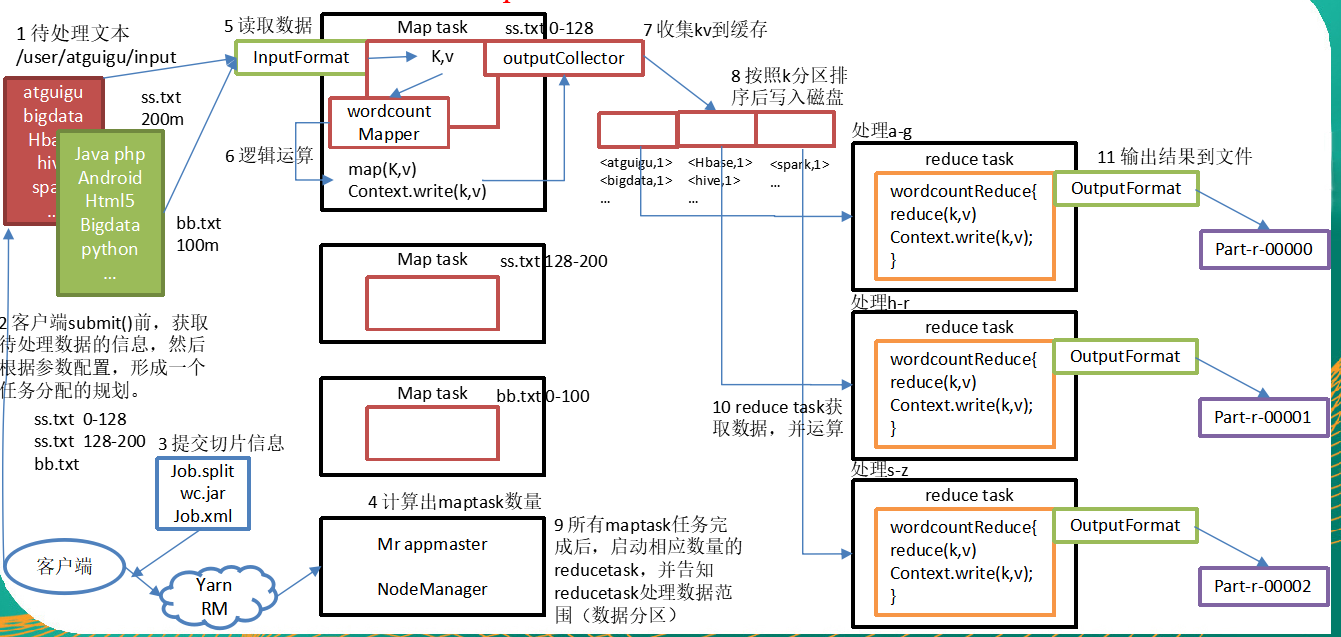 1 待处理文本
/user/atguigu/input
atguigu
bigdata
hive
...
ss.txt
200m
Java php
Android
Html5
Bigdata
python
...
bb.txt
100m
2 客户端submit()前，获取
待处理数据的信息，然后
根据参数配置，形成一个
任务分配的规划。
ss.txt 0-128
ss.txt 128-200
bb.txt
3 提交切片信息
Job.split
wc.jar
Job.xml
客户端
Yarn
RM
4 计算出maptask数量
Mr appmaster
NodeManager
5 读取数据
InputFormat
Map task
ss.txt 0-128
K,v
outputCollector
wordcount
Mapper
6 逻辑运算
map(K,v)
Context.write(k,v)
Map task
ss.txt 128-200
Map task
bb.txt 0-100
7 收集kv到缓存
8 按照k分区排
序后写入磁盘
<atguigu,1>
<bigdata,1>
...
<Hbase,1>
<hive,1>
...
<spark,1>
...
9 所有maptask任务完
成后，启动相应数量的
reducetask，并告知
reducetask处理数据范
围（数据分区）
10 reduce task获
取数据，并运算
处理a-g
reduce task
wordcountReduce{
reduce(k,v)
Context.write(k,v);
}
OutputFormat
11 输出结果到文件
Part-r-00000
处理h-r
reduce task
wordcountReduce{
reduce(k,v)
Context.write(k,v);
}
OutputFormat
Part-r-00001
处理s-z
reduce task
wordcountReduce{
reduce(k,v)
Context.write(k,v);
}
OutputFormat
Part-r-00002